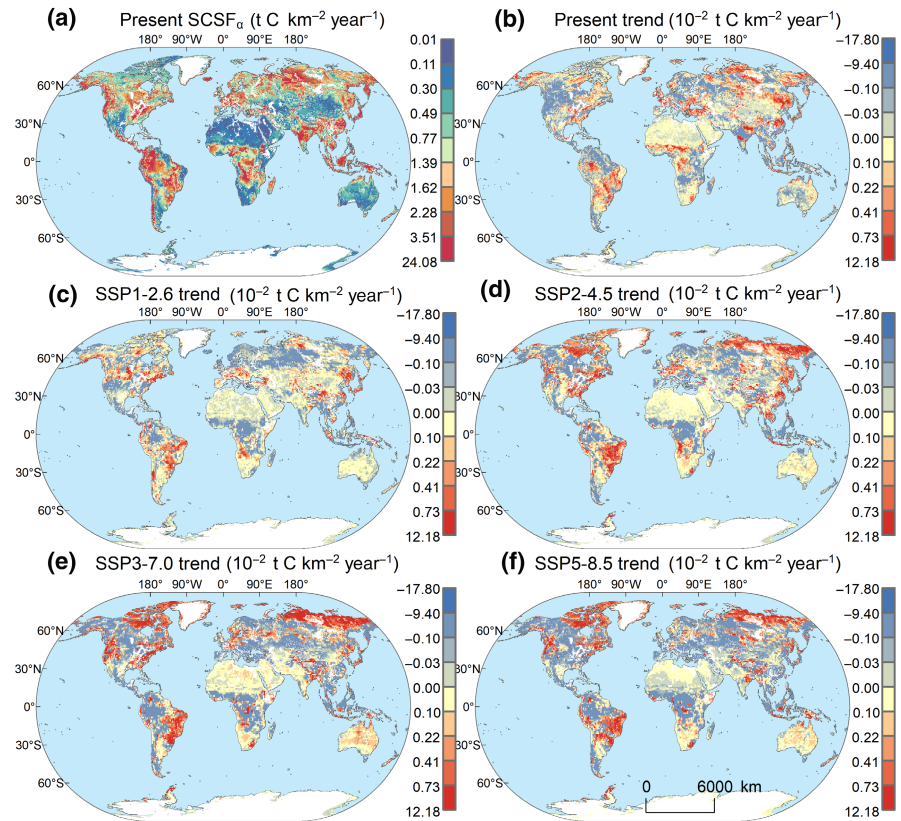 (a) Present SCSFα (t C km−2 year−1)
180° 90°W 0° 90°E 180°
60°N
30°N
0°
30°S
60°S
0.01
0.11
0.30
0.49
0.77
1.39
1.62
2.28
3.51
24.08
(b) Present trend (10−2 t C km−2 year−1)
180° 90°W 0° 90°E 180°
60°N
30°N
0°
30°S
60°S
−17.80
−9.40
−0.10
−0.03
0.00
0.10
0.22
0.41
0.73
12.18
(c) SSP1-2.6 trend (10−2 t C km−2 year−1)
180° 90°W 0° 90°E 180°
60°N
30°N
0°
30°S
60°S
−17.80
−9.40
−0.10
−0.03
0.00
0.10
0.22
0.41
0.73
12.18
(d) SSP2-4.5 trend (10−2 t C km−2 year−1)
180° 90°W 0° 90°E 180°
60°N
30°N
0°
30°S
60°S
−17.80
−9.40
−0.10
−0.03
0.00
0.10
0.22
0.41
0.73
12.18
(e) SSP3-7.0 trend (10−2 t C km−2 year−1)
180° 90°W 0° 90°E 180°
60°N
30°N
0°
30°S
60°S
−17.80
−9.40
−0.10
−0.03
0.00
0.10
0.22
0.41
0.73
12.18
(f) SSP5-8.5 trend (10−2 t C km−2 year−1)
180° 90°W 0° 90°E 180°
60°N
30°N
0°
30°S
60°S
0 6000 km
−17.80
−9.40
−0.10
−0.03
0.00
0.10
0.22
0.41
0.73
12.18